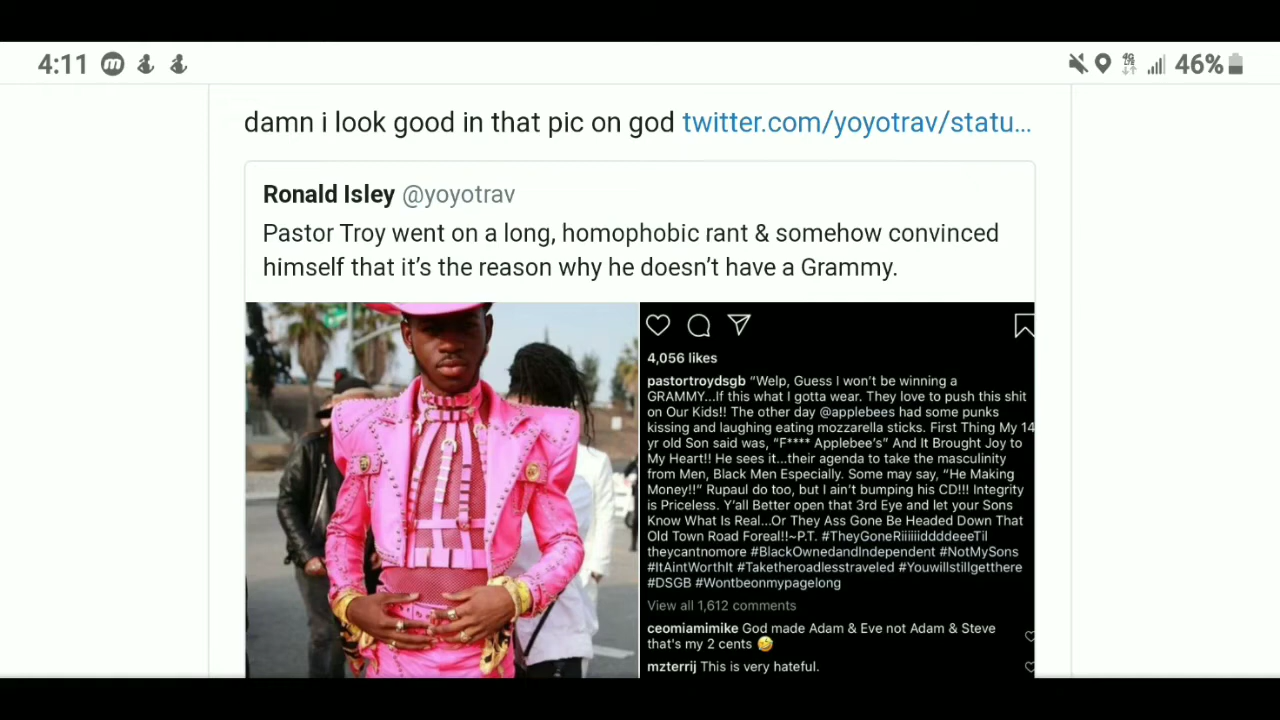 4:11
4G
46%
damn i look good in that pic on god twitter.com/yoyotrav/statu…
Ronald Isley @yoyotrav
Pastor Troy went on a long, homophobic rant & somehow convinced
himself that it's the reason why he doesn't have a Grammy.
4,056 likes
pastortroydsgb “Welp, Guess I won't be winning a
GRAMMY...If this what I gotta wear. They love to push this shit
on Our Kids!! The other day @applebees had some punks
kissing and laughing eating mozzarella sticks. First Thing My 14
yr old Son said was, “F**** Applebee's” And It Brought Joy to
My Heart!! He sees it...their agenda to take the masculinity
from Men, Black Men Especially. Some may say, “He Making
Money!!” Rupaul do too, but I ain't bumping his CD!!! Integrity
is Priceless. Y'all Better open that 3rd Eye and let your Sons
Know What Is Real...Or They Ass Gone Be Headed Down That
Old Town Road Foreal!!~P.T. #TheyGoneRiiiiiidddddeeeTil
theycantnomore #BlackOwnedandIndependent #NotMySons
#ItAintWorthIt #Taketheroadlesstraveled #Youwillstillgetthere
#DSGB #Wontbeonmypagelong
View all 1,612 comments
ceomiamimike God made Adam & Eve not Adam & Steve
that's my 2 cents 🤣
mzterrij This is very hateful.